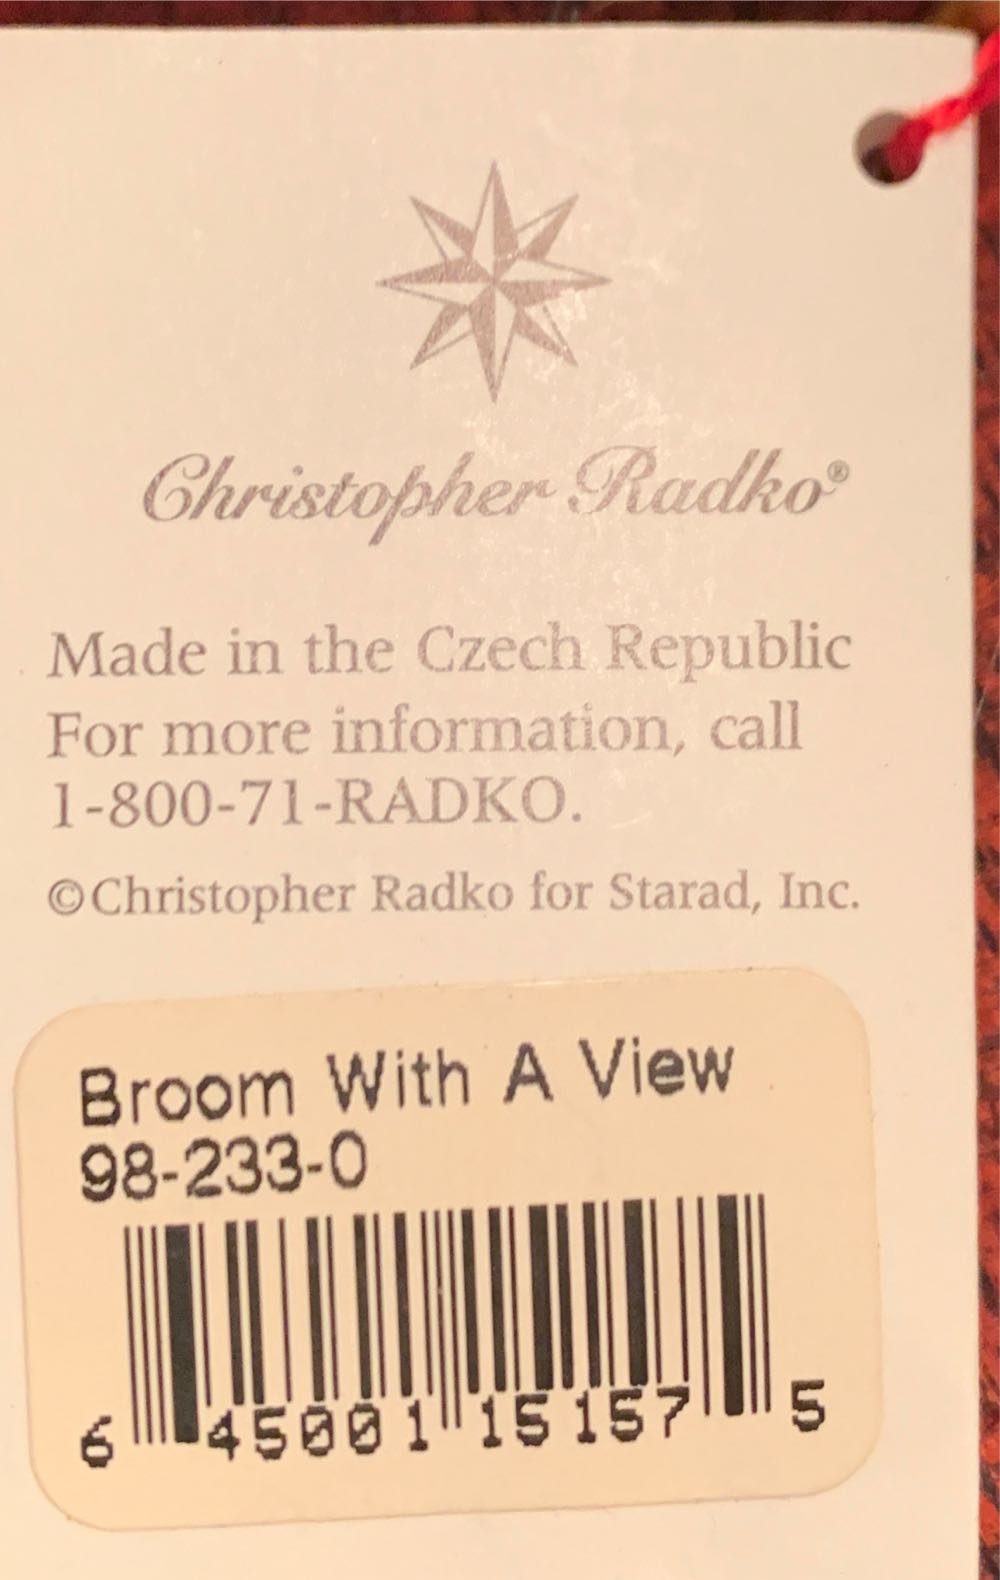 Christopher Radko®
Made in the Czech Republic
For more information, call
1-800-71-RADKO.
©Christopher Radko for Starad, Inc.
Broom With A View
98-233-0
6 45001 15157 5